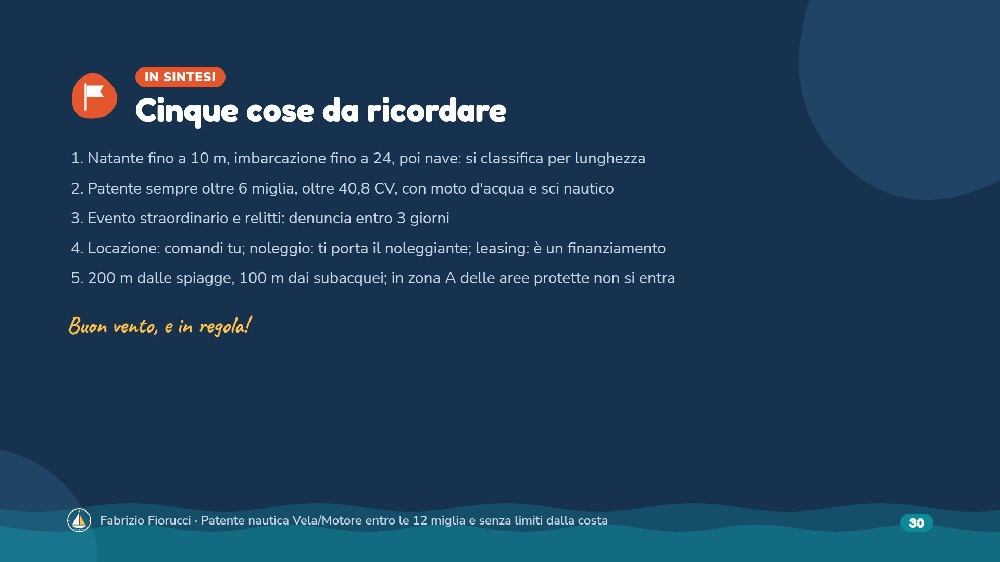 IN SINTESI
Cinque cose da ricordare
1. Natante fino a 10 m, imbarcazione fino a 24, poi nave: si classifica per lunghezza
2. Patente sempre oltre 6 miglia, oltre 40,8 CV, con moto d'acqua e sci nautico
3. Evento straordinario e relitti: denuncia entro 3 giorni
4. Locazione: comandi tu; noleggio: ti porta il noleggiante; leasing: è un finanziamento
5. 200 m dalle spiagge, 100 m dai subacquei; in zona A delle aree protette non si entra
Buon vento, e in regola!
Fabrizio Fiorucci · Patente nautica Vela/Motore entro le 12 miglia e senza limiti dalla costa
30